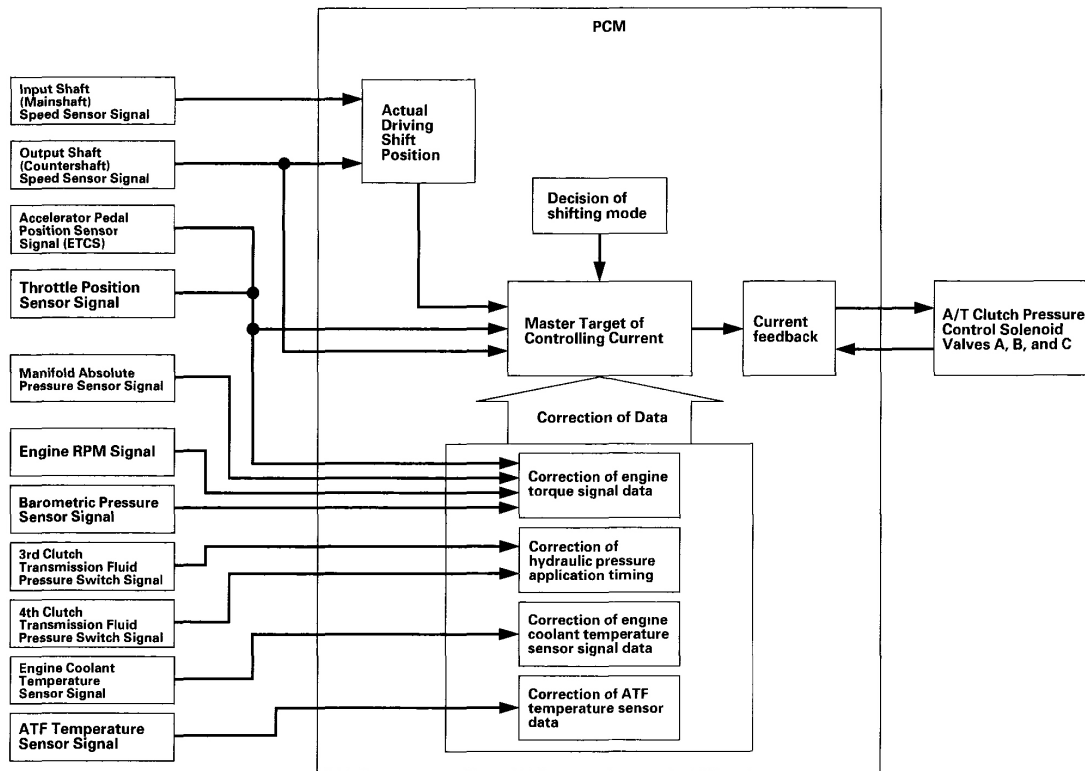 PCM
Input Shaft
(Mainshaft)
Speed Sensor Signal
Output Shaft
(Countershaft)
Speed Sensor Signal
Accelerator Pedal
Position Sensor
Signal (ETCS)
Throttle Position
Sensor Signal
Manifold Absolute
Pressure Sensor Signal
Engine RPM Signal
Barometric Pressure
Sensor Signal
3rd Clutch
Transmission Fluid
Pressure Switch Signal
4th Clutch
Transmission Fluid
Pressure Switch Signal
Engine Coolant
Temperature
Sensor Signal
ATF Temperature
Sensor Signal
Actual
Driving
Shift
Position
Decision of
shifting mode
Master Target of
Controlling Current
Current
feedback
A/T Clutch Pressure
Control Solenoid
Valves A, B, and C
Correction of Data
Correction of engine
torque signal data
Correction of
hydraulic pressure
application timing
Correction of engine
coolant temperature
sensor signal data
Correction of ATF
temperature sensor
data